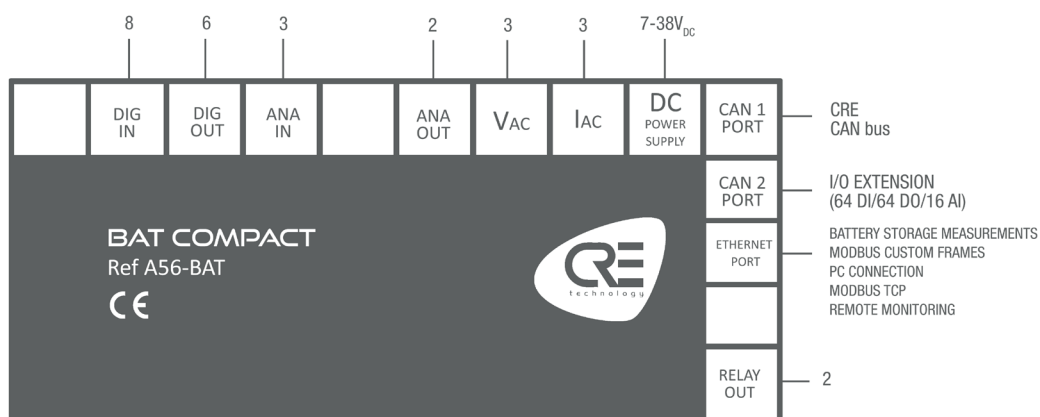 8
6
3
2
3
3
7-38VDC
DIG
IN
DIG
OUT
ANA
IN
ANA
OUT
VAC
IAC
DC
POWER
SUPPLY
CAN 1
PORT
CRE
CAN bus
CAN 2
PORT
I/O EXTENSION
(64 DI/64 DO/16 AI)
BAT COMPACT
Ref A56-BAT
CE
CRE
technology
ETHERNET
PORT
BATTERY STORAGE MEASUREMENTS
MODBUS CUSTOM FRAMES
PC CONNECTION
MODBUS TCP
REMOTE MONITORING
RELAY
OUT
2